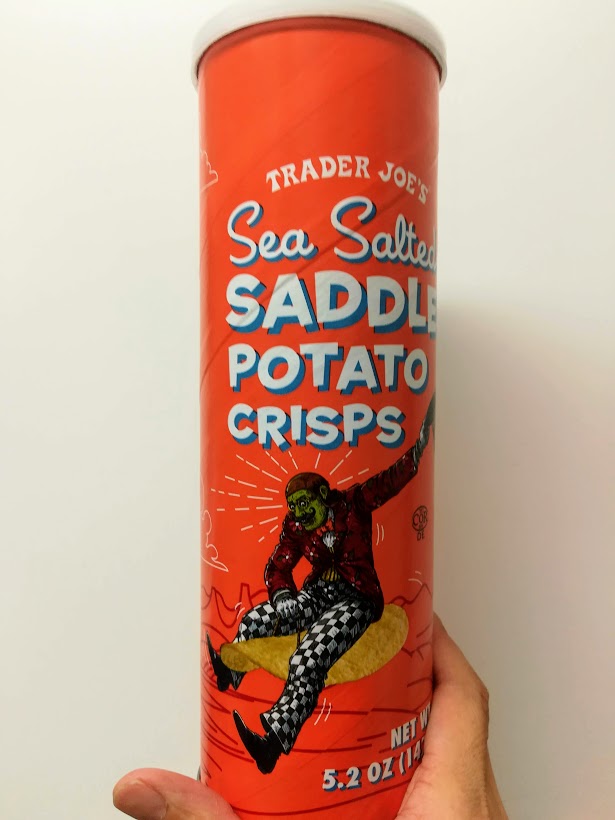 TRADER JOE'S
Sea Salted
SADDLE
POTATO
CRISPS
NET
5.2 OZ